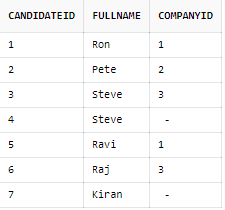 CANDIDATEID FULLNAME COMPANYID
1 Ron 1
2 Pete 2
3 Steve 3
4 Steve -
5 Ravi 1
6 Raj 3
7 Kiran -